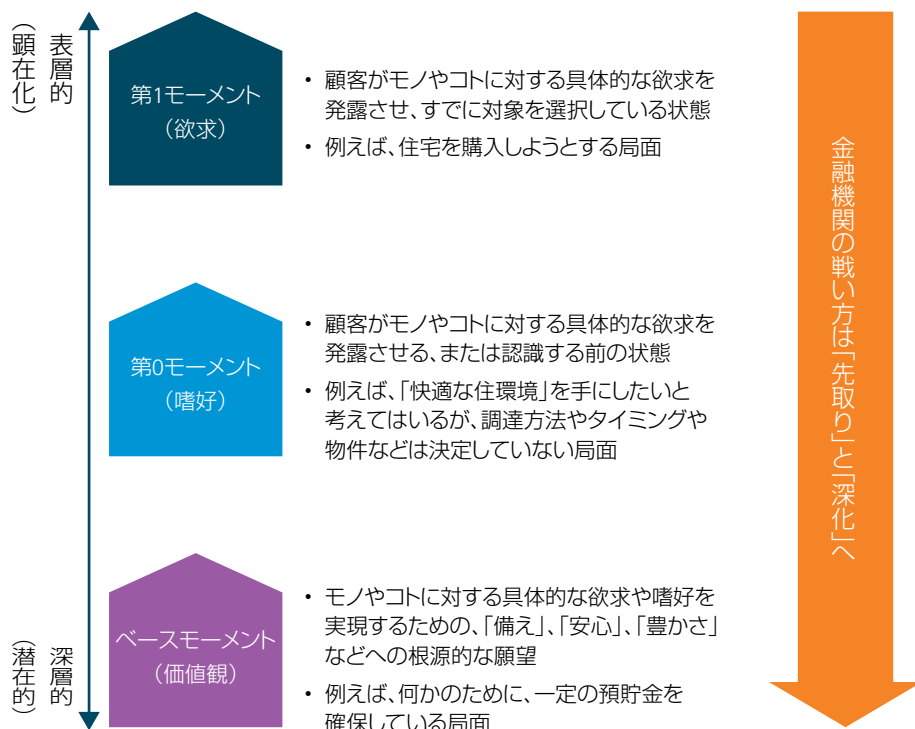 表層的
（顕在化）
第1モーメント
（欲求）
• 顧客がモノやコトに対する具体的な欲求を
発露させ、すでに対象を選択している状態
• 例えば、住宅を購入しようとする局面
第0モーメント
（嗜好）
• 顧客がモノやコトに対する具体的な欲求を
発露させる、または認識する前の状態
• 例えば、「快適な住環境」を手にしたいと
考えてはいるが、調達方法やタイミングや
物件などは決定していない局面
ベースモーメント
（価値観）
• モノやコトに対する具体的な欲求や嗜好を
実現するための、「備え」、「安心」、「豊かさ」
などへの根源的な願望
• 例えば、何かのために、一定の預貯金を
確保している局面
深層的
（潜在的）
金融機関の戦い方は「先取り」と「深化」へ